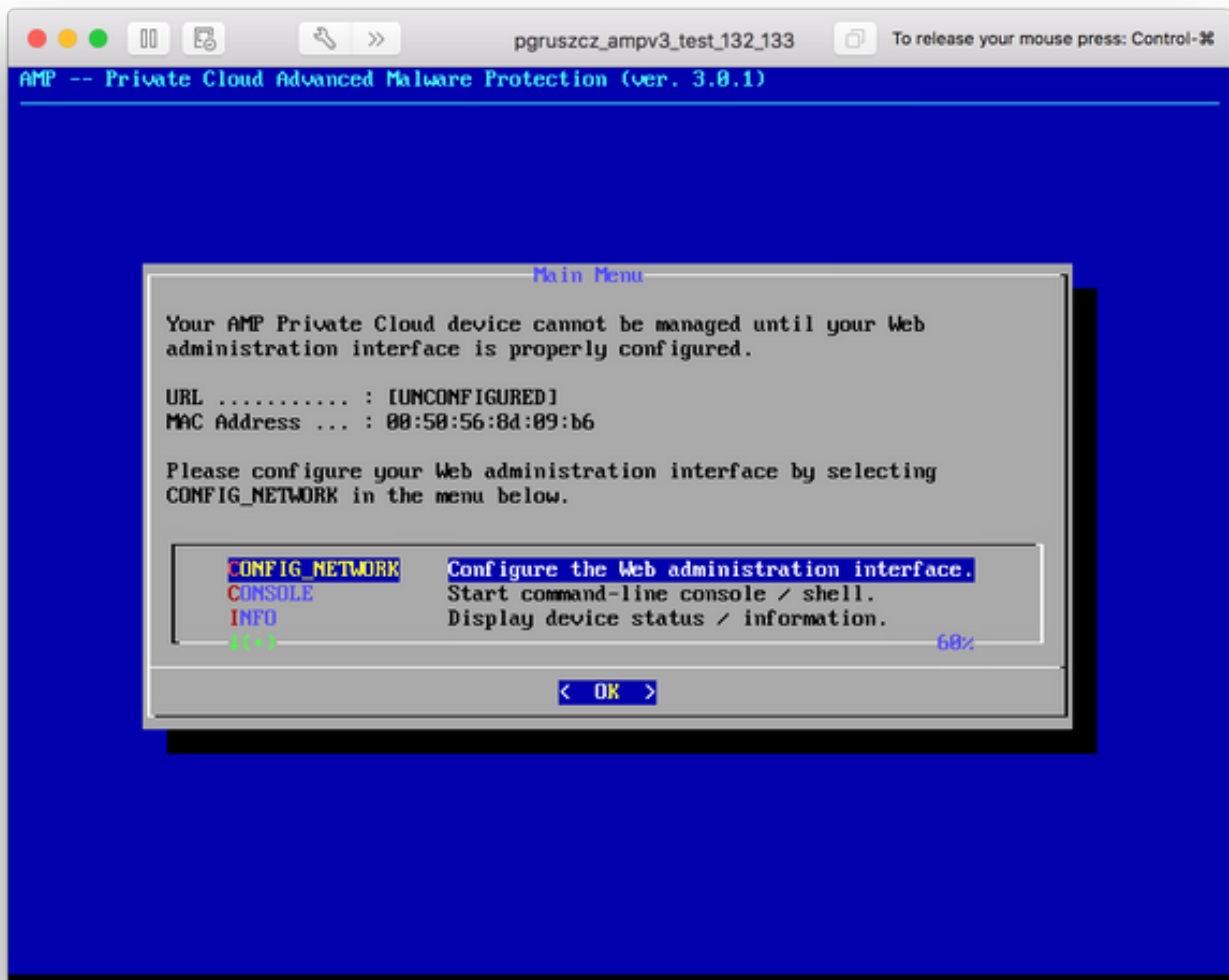 pgruszcz_ampv3_test_132_133
To release your mouse press: Control-⌘
AMP -- Private Cloud Advanced Malware Protection (ver. 3.0.1)
Main Menu
Your AMP Private Cloud device cannot be managed until your Web
administration interface is properly configured.
URL ........... : [UNCONFIGURED]
MAC Address ... : 00:50:56:8d:09:b6
Please configure your Web administration interface by selecting
CONFIG_NETWORK in the menu below.
CONFIG_NETWORK Configure the Web administration interface.
CONSOLE Start command-line console / shell.
INFO Display device status / information.
↓(+) 60%
< OK >